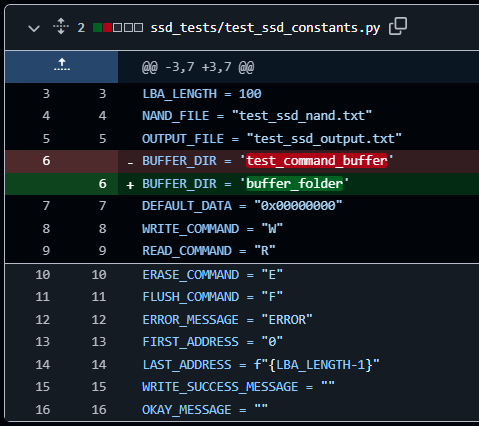 2 ssd_tests/test_ssd_constants.py
@@ -3,7 +3,7 @@
3 3 LBA_LENGTH = 100
4 4 NAND_FILE = "test_ssd_nand.txt"
5 5 OUTPUT_FILE = "test_ssd_output.txt"
6 - BUFFER_DIR = 'test_command_buffer'
6 + BUFFER_DIR = 'buffer_folder'
7 7 DEFAULT_DATA = "0x00000000"
8 8 WRITE_COMMAND = "W"
9 9 READ_COMMAND = "R"
10 10 ERASE_COMMAND = "E"
11 11 FLUSH_COMMAND = "F"
12 12 ERROR_MESSAGE = "ERROR"
13 13 FIRST_ADDRESS = "0"
14 14 LAST_ADDRESS = f"{LBA_LENGTH-1}"
15 15 WRITE_SUCCESS_MESSAGE = ""
16 16 OKAY_MESSAGE = ""